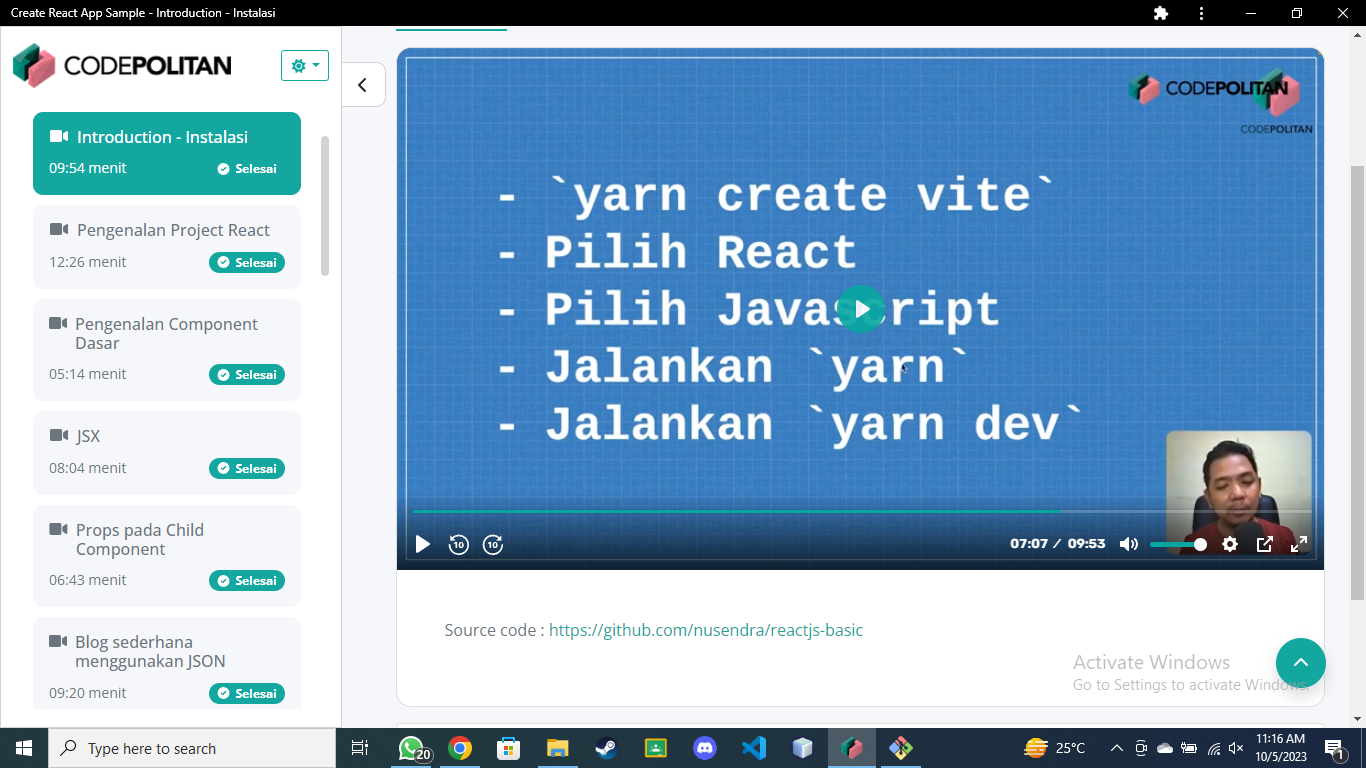 Create React App Sample - Introduction - Instalasi
CODEPOLITAN
Introduction - Instalasi
09:54 menit
Selesai
Pengenalan Project React
12:26 menit
Selesai
Pengenalan Component
Dasar
05:14 menit
Selesai
JSX
08:04 menit
Selesai
Props pada Child
Component
06:43 menit
Selesai
Blog sederhana
menggunakan JSON
09:20 menit
Selesai
CODEPOLITAN
CODEPOLITAN
- `yarn create vite`
- Pilih React
- Pilih Javascript
- Jalankan `yarn`
- Jalankan `yarn dev`
10
10
07:07 / 09:53
Source code : https://github.com/nusendra/reactjs-basic
Activate Windows
Go to Settings to activate Windows.
Type here to search
20
25°C
11:16 AM
10/5/2023
1